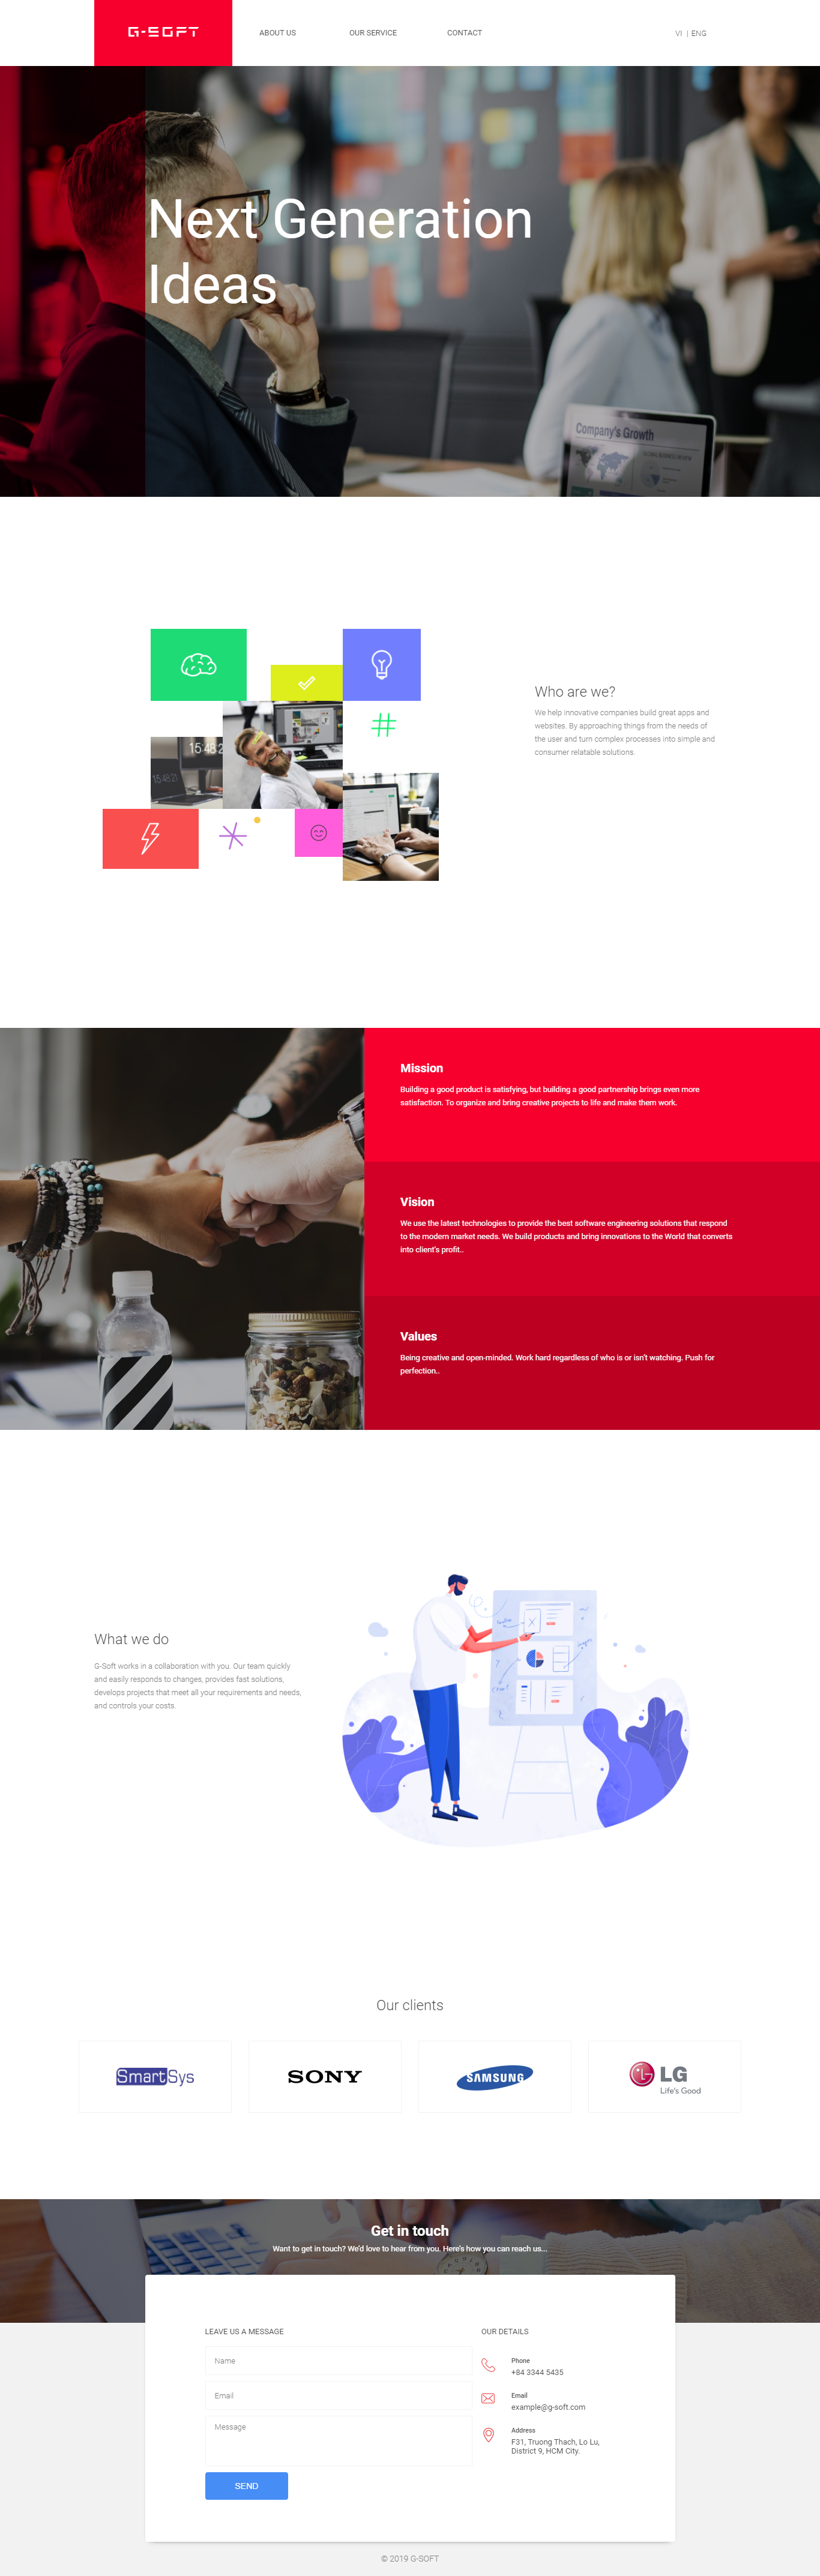 G-SOFT
ABOUT US
OUR SERVICE
CONTACT
VI | ENG
Next Generation
Ideas
Company's Growth
GLOBAL BUSINESS REVIEW
Who are we?
We help innovative companies build great apps and
websites. By approaching things from the needs of
the user and turn complex processes into simple and
consumer relatable solutions.
Mission
Building a good product is satisfying, but building a good partnership brings even more
satisfaction. To organize and bring creative projects to life and make them work.
Vision
We use the latest technologies to provide the best software engineering solutions that respond
to the modern market needs. We build products and bring innovations to the World that converts
into client's profit..
Values
Being creative and open-minded. Work hard regardless of who is or isn't watching. Push for
perfection..
What we do
G-Soft works in a collaboration with you. Our team quickly
and easily responds to changes, provides fast solutions,
develops projects that meet all your requirements and needs,
and controls your costs.
Our clients
SmartSys
SONY
SAMSUNG
LG
Life's Good
Get in touch
Want to get in touch? We'd love to hear from you. Here's how you can reach us...
LEAVE US A MESSAGE
Name
Email
Message
SEND
OUR DETAILS
Phone
+84 3344 5435
Email
example@g-soft.com
Address
F31, Truong Thach, Lo Lu,
District 9, HCM City.
© 2019 G-SOFT